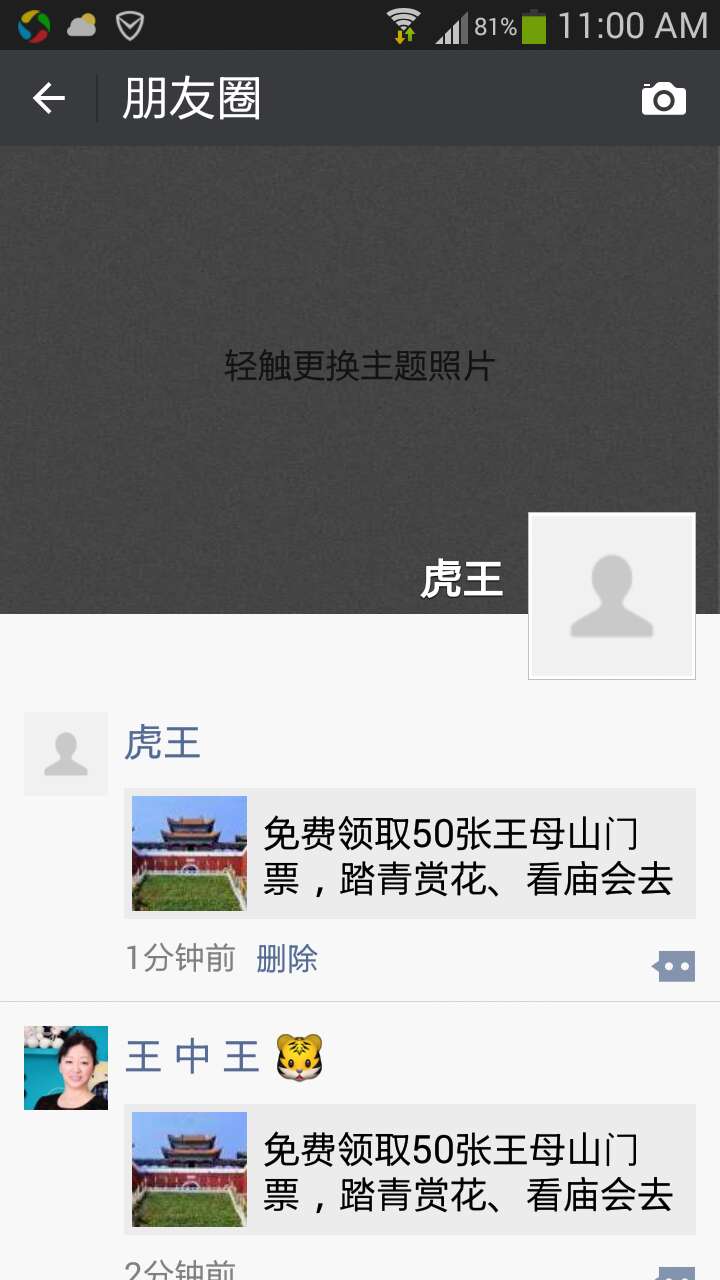 81% 11:00 AM
朋友圈
轻触更换主题照片
虎王
虎王
免费领取50张王母山门
票，踏青赏花、看庙会去
1分钟前 删除
王 中 王 🐯
免费领取50张王母山门
票，踏青赏花、看庙会去
2分钟前